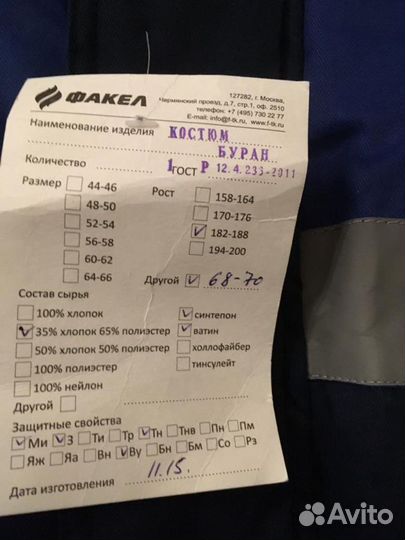 ФАКЕЛ
127282, г. Москва,
Чермянский проезд, д.7, стр.1, оф. 2510
телефон: +7 (495) 730 22 77
E-mail: info@f-tk.ru, www.f-tk.ru
Наименование изделия КОСТЮМ
БУРАН
Количество 1 ГОСТ Р 12.4.236-2011
Размер 44-46 Рост 158-164
48-50 170-176
52-54 182-188
56-58 194-200
60-62
64-66 Другой 68-70
Состав сырья
100% хлопок синтепон
35% хлопок 65% полиэстер ватин
50% хлопок 50% полиэстер холлофайбер
100% полиэстер тинсулейт
100% нейлон
Другой
Защитные свойства
Ми З Ти Тр Тн Тнв Пн Пм
Яж Яа Вн Ву Бн Бм Со Рз
Дата изготовления 11.15.
Avito